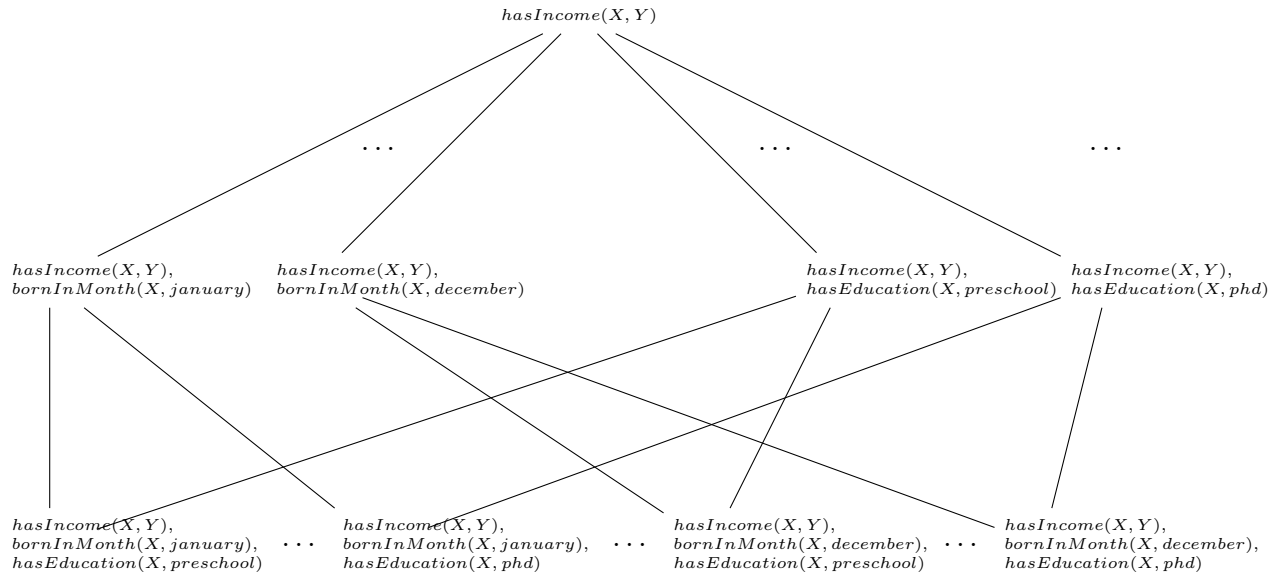 hasIncome(X, Y)
... ... ...
hasIncome(X, Y),
bornInMonth(X, january)
hasIncome(X, Y),
bornInMonth(X, december)
hasIncome(X, Y),
hasEducation(X, preschool)
hasIncome(X, Y),
hasEducation(X, phd)
hasIncome(X, Y),
bornInMonth(X, january),
hasEducation(X, preschool)
...
hasIncome(X, Y),
bornInMonth(X, january),
hasEducation(X, phd)
...
hasIncome(X, Y),
bornInMonth(X, december),
hasEducation(X, preschool)
...
hasIncome(X, Y),
bornInMonth(X, december),
hasEducation(X, phd)